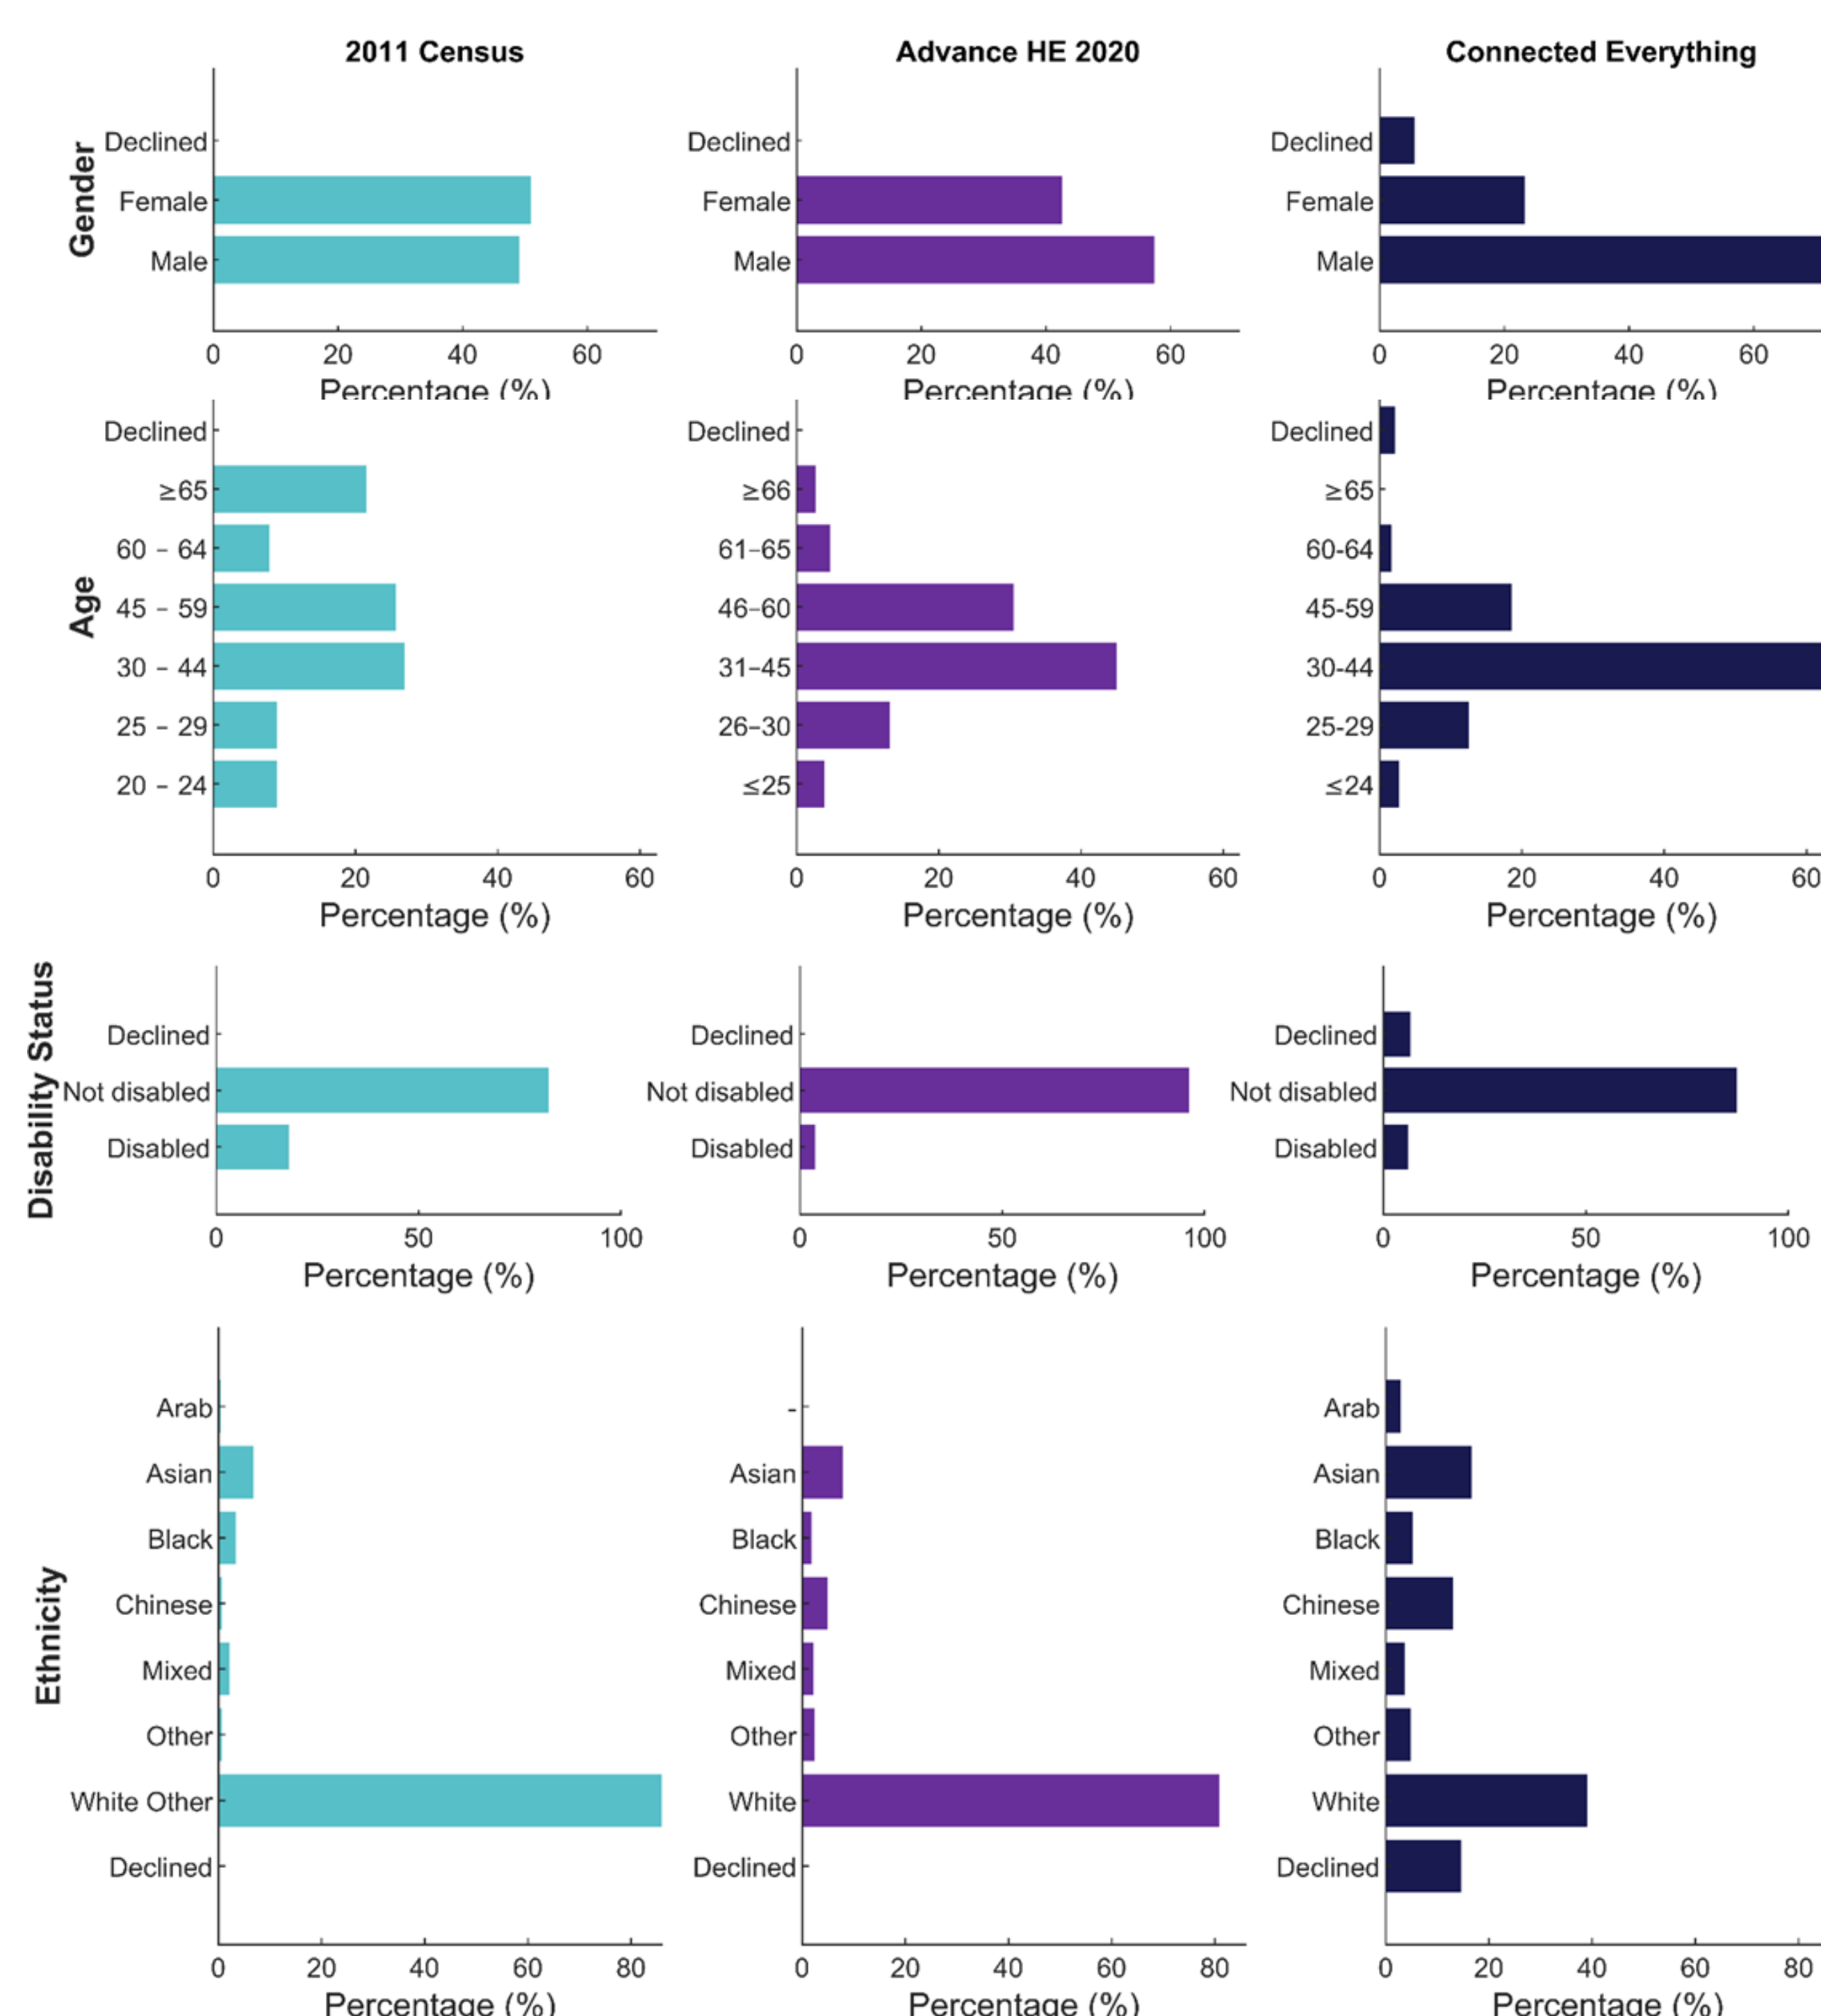 2011 Census
Advance HE 2020
Connected Everything
Gender
Declined
Female
Male
0 20 40 60
Percentage (%)
Declined
Female
Male
0 20 40 60
Percentage (%)
Declined
Female
Male
0 20 40 60
Percentage (%)
Age
Declined
≥65
60 – 64
45 – 59
30 – 44
25 – 29
20 – 24
0 20 40 60
Percentage (%)
Declined
≥66
61–65
46–60
31–45
26–30
≤25
0 20 40 60
Percentage (%)
Declined
≥65
60-64
45-59
30-44
25-29
≤24
0 20 40 60
Percentage (%)
Disability Status
Declined
Not disabled
Disabled
0 50 100
Percentage (%)
Declined
Not disabled
Disabled
0 50 100
Percentage (%)
Declined
Not disabled
Disabled
0 50 100
Percentage (%)
Ethnicity
Arab
Asian
Black
Chinese
Mixed
Other
White Other
Declined
0 20 40 60 80
Percentage (%)
-
Asian
Black
Chinese
Mixed
Other
White
Declined
0 20 40 60 80
Percentage (%)
Arab
Asian
Black
Chinese
Mixed
Other
White
Declined
0 20 40 60 80
Percentage (%)